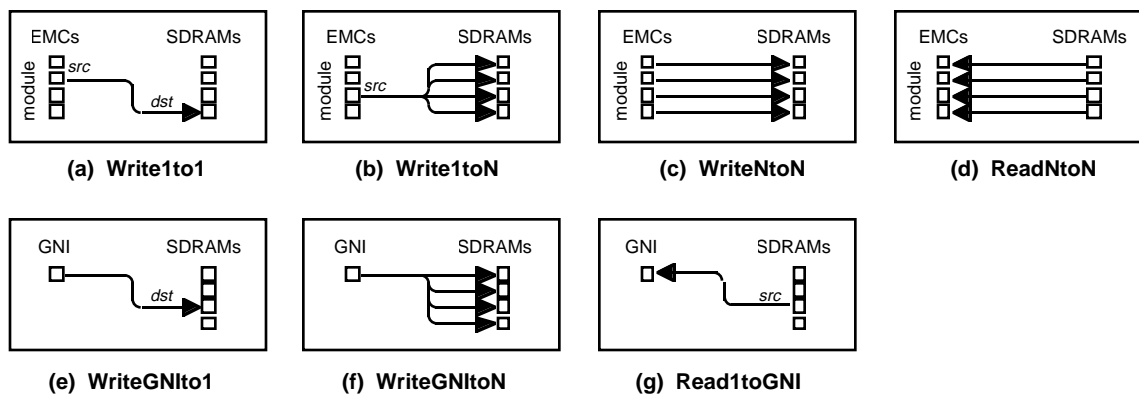 EMCs SDRAMs
module
src
dst
(a) Write1to1
EMCs SDRAMs
module
src
(b) Write1toN
EMCs SDRAMs
module
(c) WriteNtoN
EMCs SDRAMs
module
(d) ReadNtoN
GNI SDRAMs
dst
(e) WriteGNIto1
GNI SDRAMs
(f) WriteGNItoN
GNI SDRAMs
src
(g) Read1toGNI